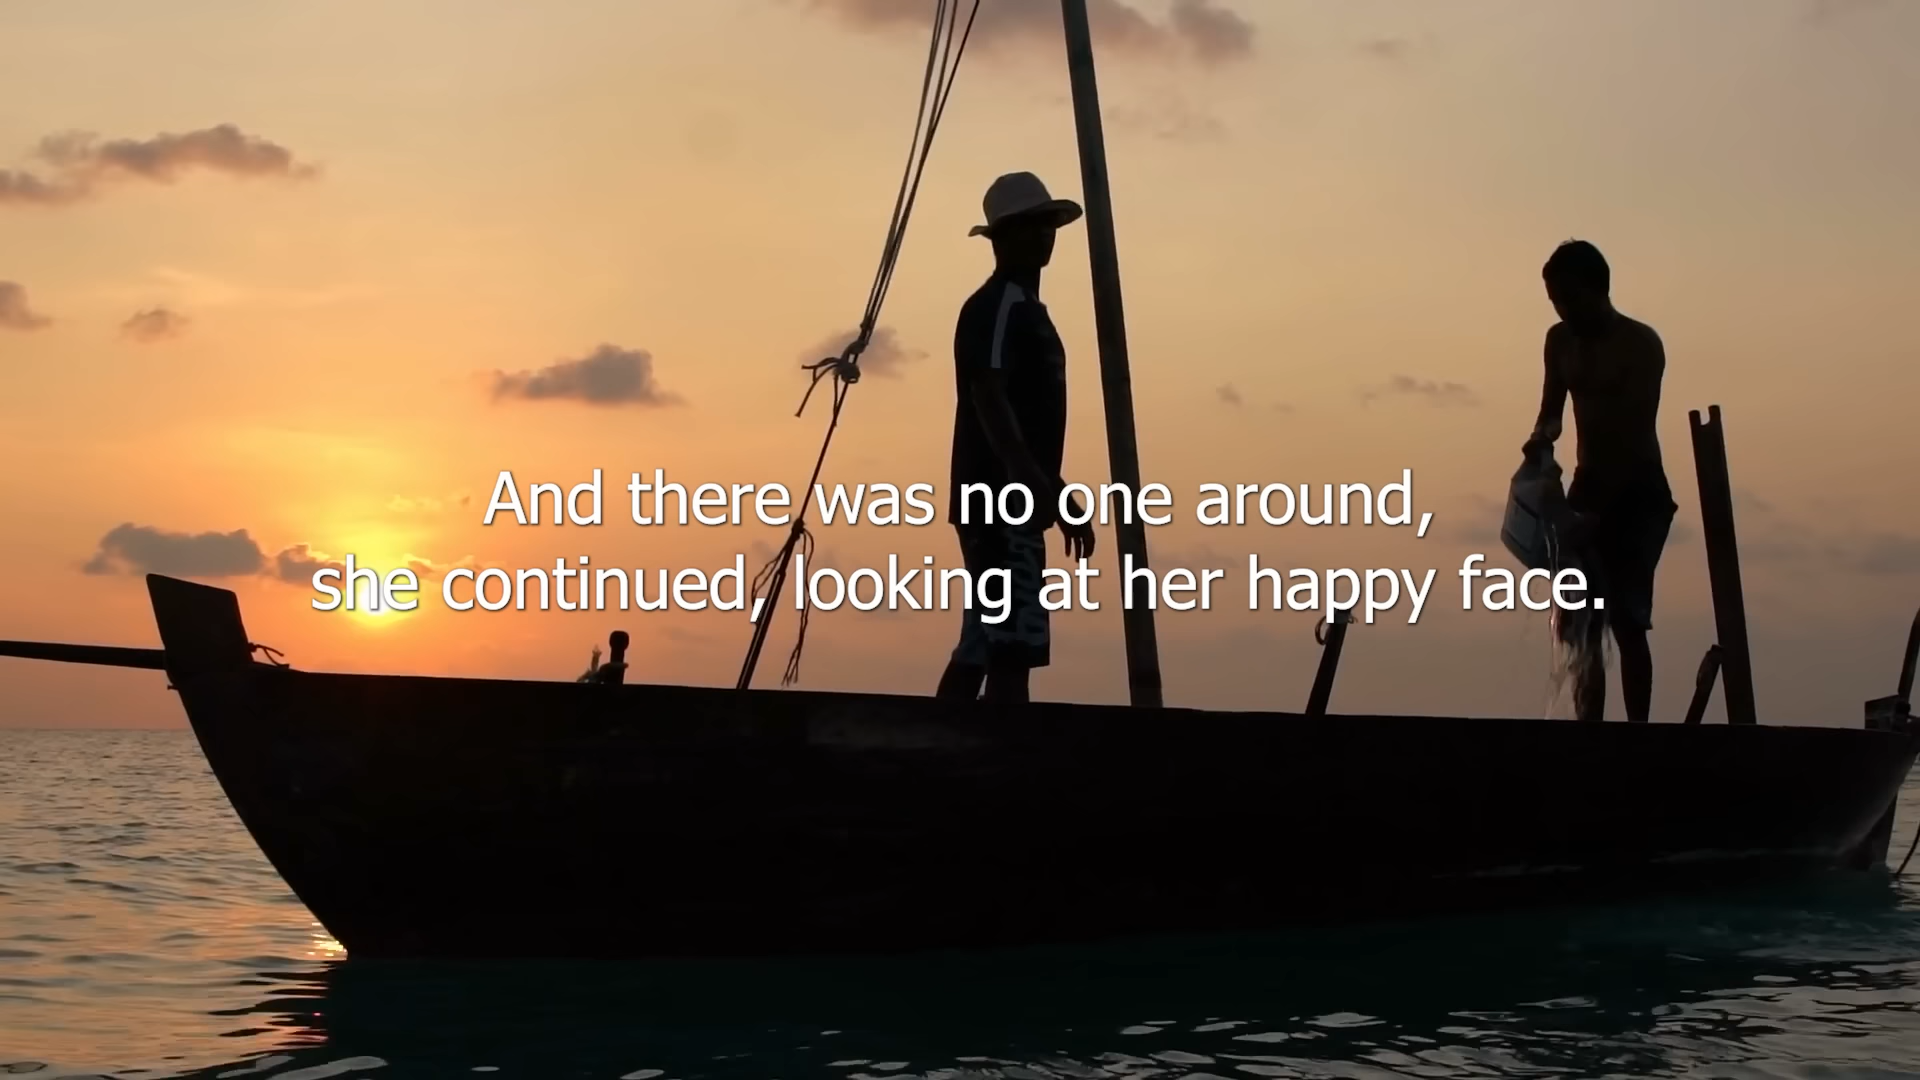 And there was no one around,
she continued, looking at her happy face.